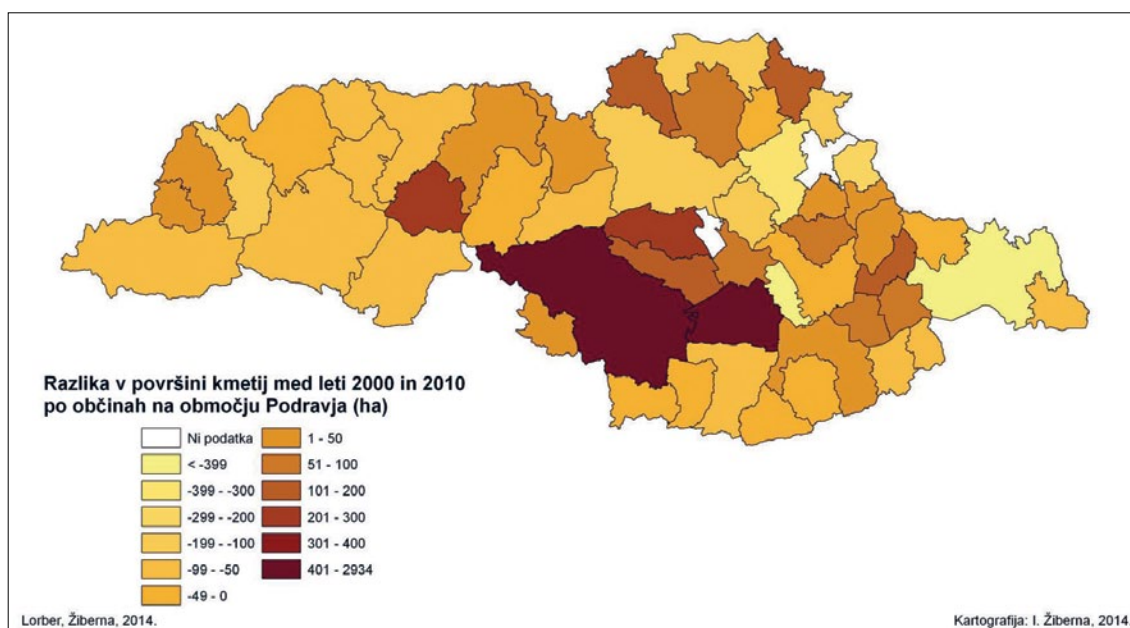 Razlika v površini kmetij med leti 2000 in 2010
po občinah na območju Podravja (ha)
Ni podatka
< -399
-399 - -300
-299 - -200
-199 - -100
-99 - -50
-49 - 0
1 - 50
51 - 100
101 - 200
201 - 300
301 - 400
401 - 2934
Lorber, Žiberna, 2014.
Kartografija: I. Žiberna, 2014.